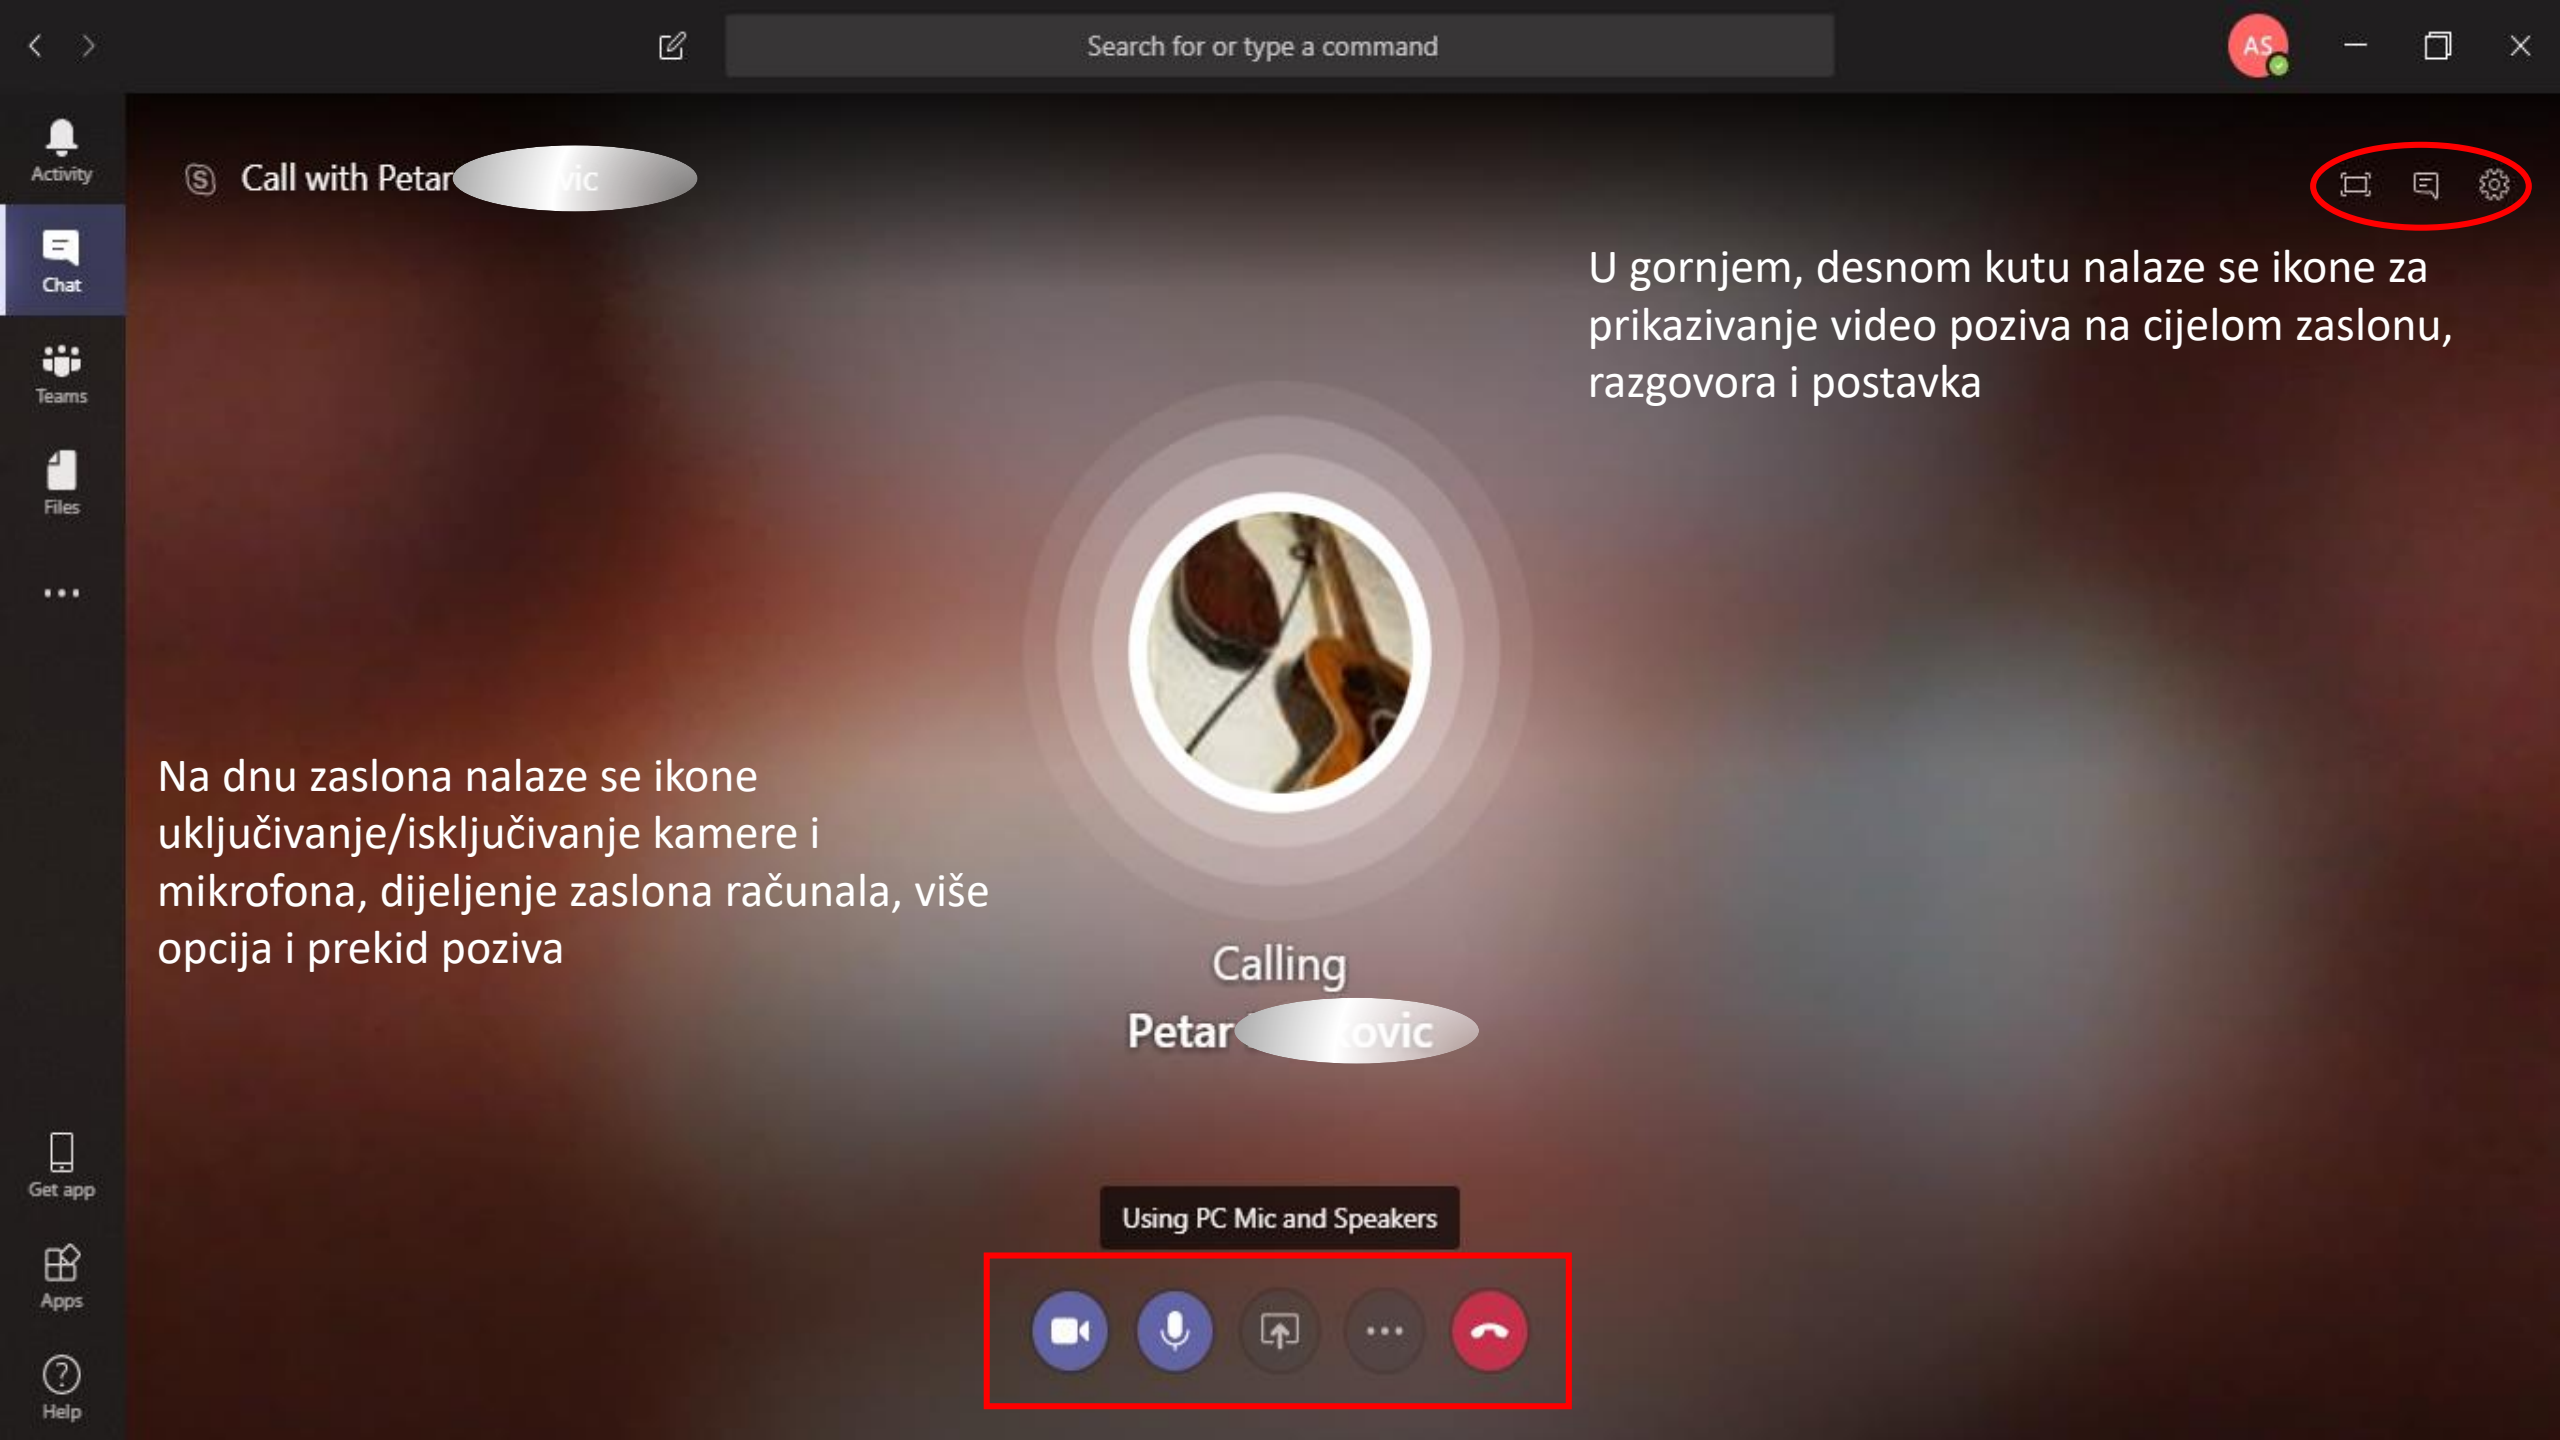 Search for or type a command
AS
Activity
Chat
Teams
Files
Get app
Apps
Help
Call with Petar
U gornjem, desnom kutu nalaze se ikone za
prikazivanje video poziva na cijelom zaslonu,
razgovora i postavka
Na dnu zaslona nalaze se ikone
uključivanje/isključivanje kamere i
mikrofona, dijeljenje zaslona računala, više
opcija i prekid poziva
Calling
Petar
Using PC Mic and Speakers